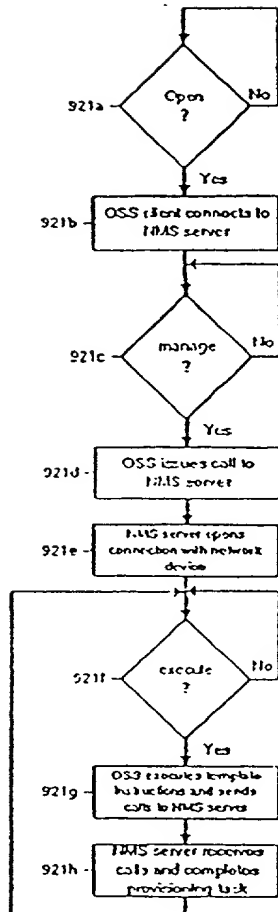 Open
?
No
921a
Yes
OSS client connects to
NMS server
921b
manage
?
No
921c
Yes
OSS issues call to
NMS server
921d
NMS server opens
connection with network
device
921e
execute
?
No
921f
Yes
OSS executes template
instructions and sends
calls to NMS server
921g
NMS server receives
calls and completes
provisioning task
921h